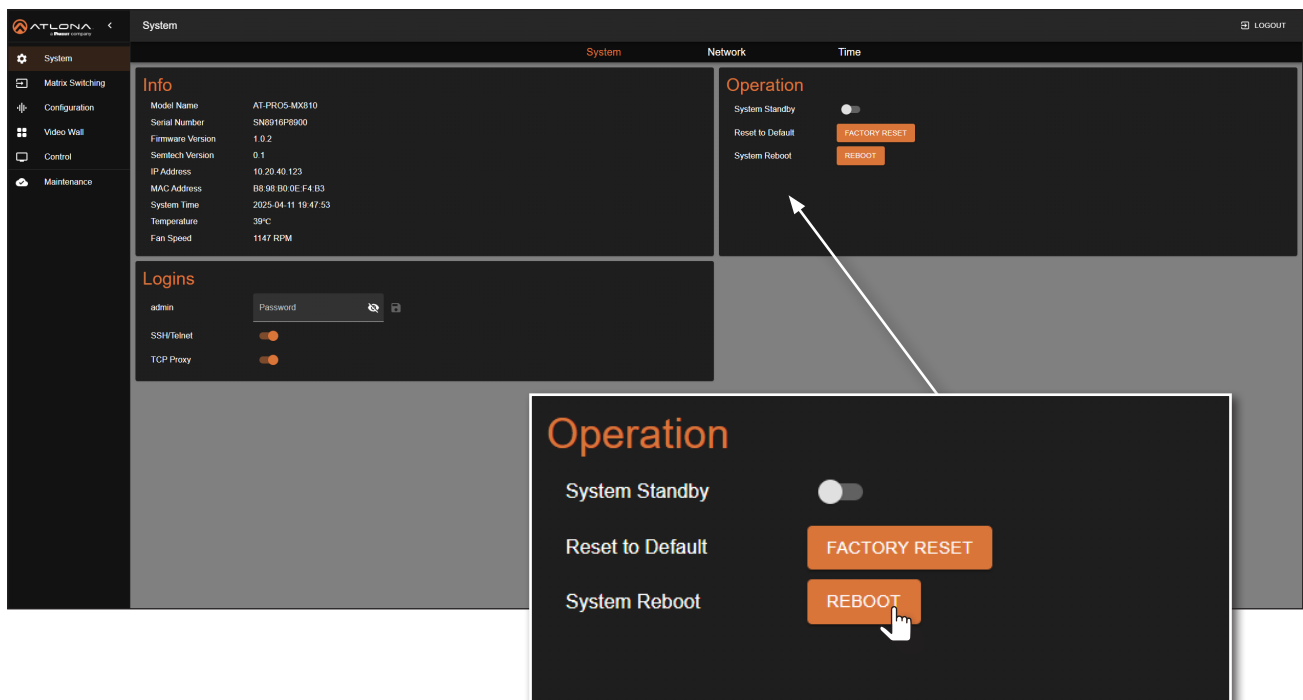 ATLONA
a Panduit company
System
LOGOUT
System Network Time
System
Matrix Switching
Configuration
Video Wall
Control
Maintenance
Info
Model Name AT-PRO5-MX810
Serial Number SN8916P8900
Firmware Version 1.0.2
Semtech Version 0.1
IP Address 10.20.40.123
MAC Address B8:98:B0:0E:F4:B3
System Time 2025-04-11 19:47:53
Temperature 39°C
Fan Speed 1147 RPM
Operation
System Standby
Reset to Default FACTORY RESET
System Reboot REBOOT
Logins
admin Password
SSH/Telnet
TCP Proxy
Operation
System Standby
Reset to Default FACTORY RESET
System Reboot REBOOT